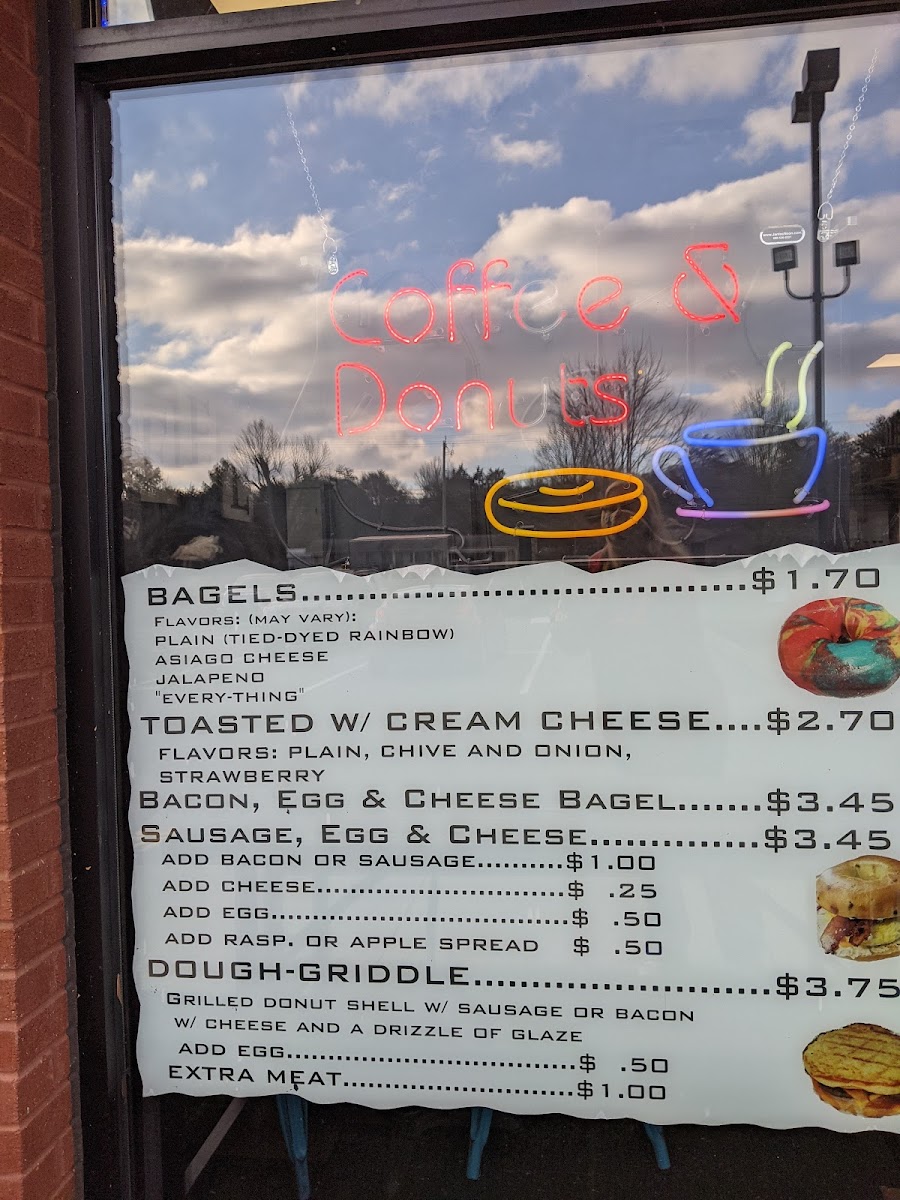 Coffee &
Donuts
BAGELS.......................................$1.70
FLAVORS: (MAY VARY):
PLAIN (TIED-DYED RAINBOW)
ASIAGO CHEESE
JALAPENO
"EVERY-THING"
TOASTED W/ CREAM CHEESE....$2.70
FLAVORS: PLAIN, CHIVE AND ONION,
STRAWBERRY
BACON, EGG & CHEESE BAGEL.......$3.45
SAUSAGE, EGG & CHEESE...............$3.45
ADD BACON OR SAUSAGE..........$1.00
ADD CHEESE..............................$ .25
ADD EGG....................................$ .50
ADD RASP. OR APPLE SPREAD $ .50
DOUGH-GRIDDLE.........................$3.75
GRILLED DONUT SHELL W/ SAUSAGE OR BACON
W/ CHEESE AND A DRIZZLE OF GLAZE
ADD EGG...................................$ .50
EXTRA MEAT............................$1.00